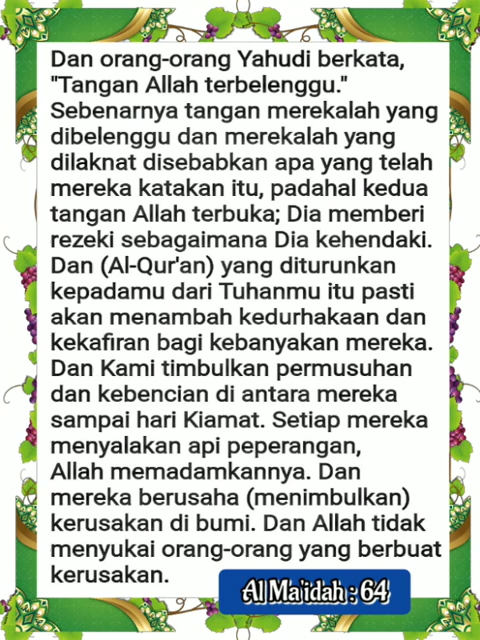 Dan orang-orang Yahudi berkata,
"Tangan Allah terbelenggu."
Sebenarnya tangan merekalah yang
dibelenggu dan merekalah yang
dilaknat disebabkan apa yang telah
mereka katakan itu, padahal kedua
tangan Allah terbuka; Dia memberi
rezeki sebagaimana Dia kehendaki.
Dan (Al-Qur'an) yang diturunkan
kepadamu dari Tuhanmu itu pasti
akan menambah kedurhakaan dan
kekafiran bagi kebanyakan mereka.
Dan Kami timbulkan permusuhan
dan kebencian di antara mereka
sampai hari Kiamat. Setiap mereka
menyalakan api peperangan,
Allah memadamkannya. Dan
mereka berusaha (menimbulkan)
kerusakan di bumi. Dan Allah tidak
menyukai orang-orang yang berbuat
kerusakan.
Al Ma'idah : 64